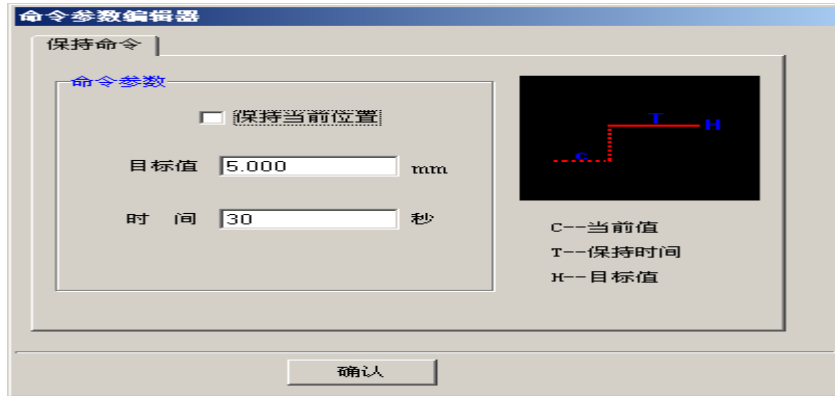 命令参数编辑器
保持命令
命令参数
保持当前位置
目标值 5.000 mm
时 间 30 秒
T
H
C
C--当前值
T--保持时间
H--目标值
确认